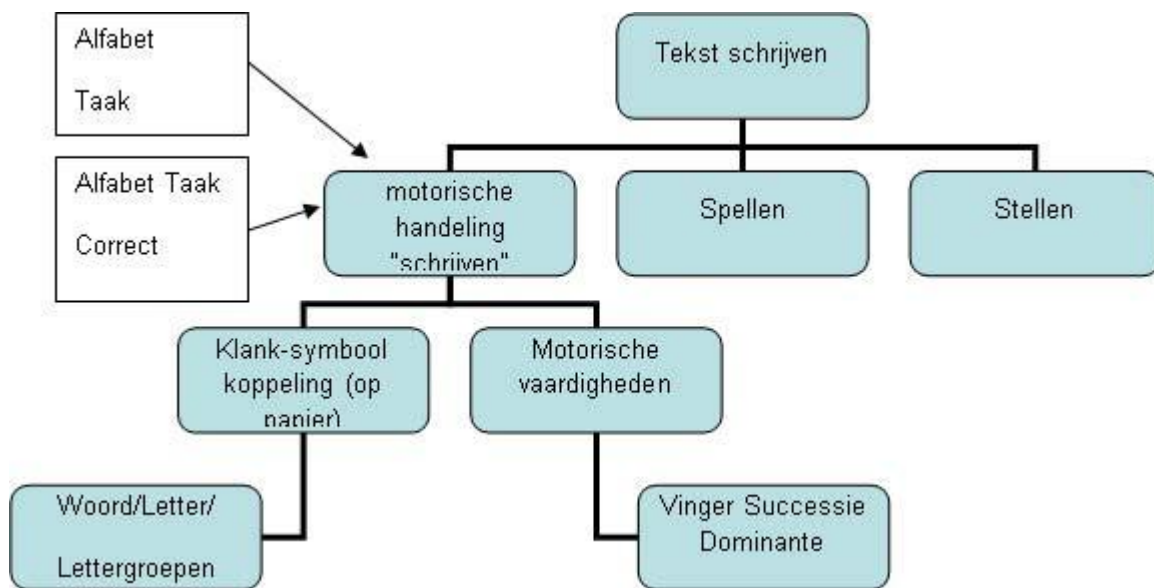 Alfabet
Taak
Tekst schrijven
Alfabet Taak
Correct
motorische
handeling
"schrijven"
Spellen
Stellen
Klank-symbool
koppeling (op
papier)
Motorische
vaardigheden
Woord/Letter/
Lettergroepen
Vinger Successie
Dominante